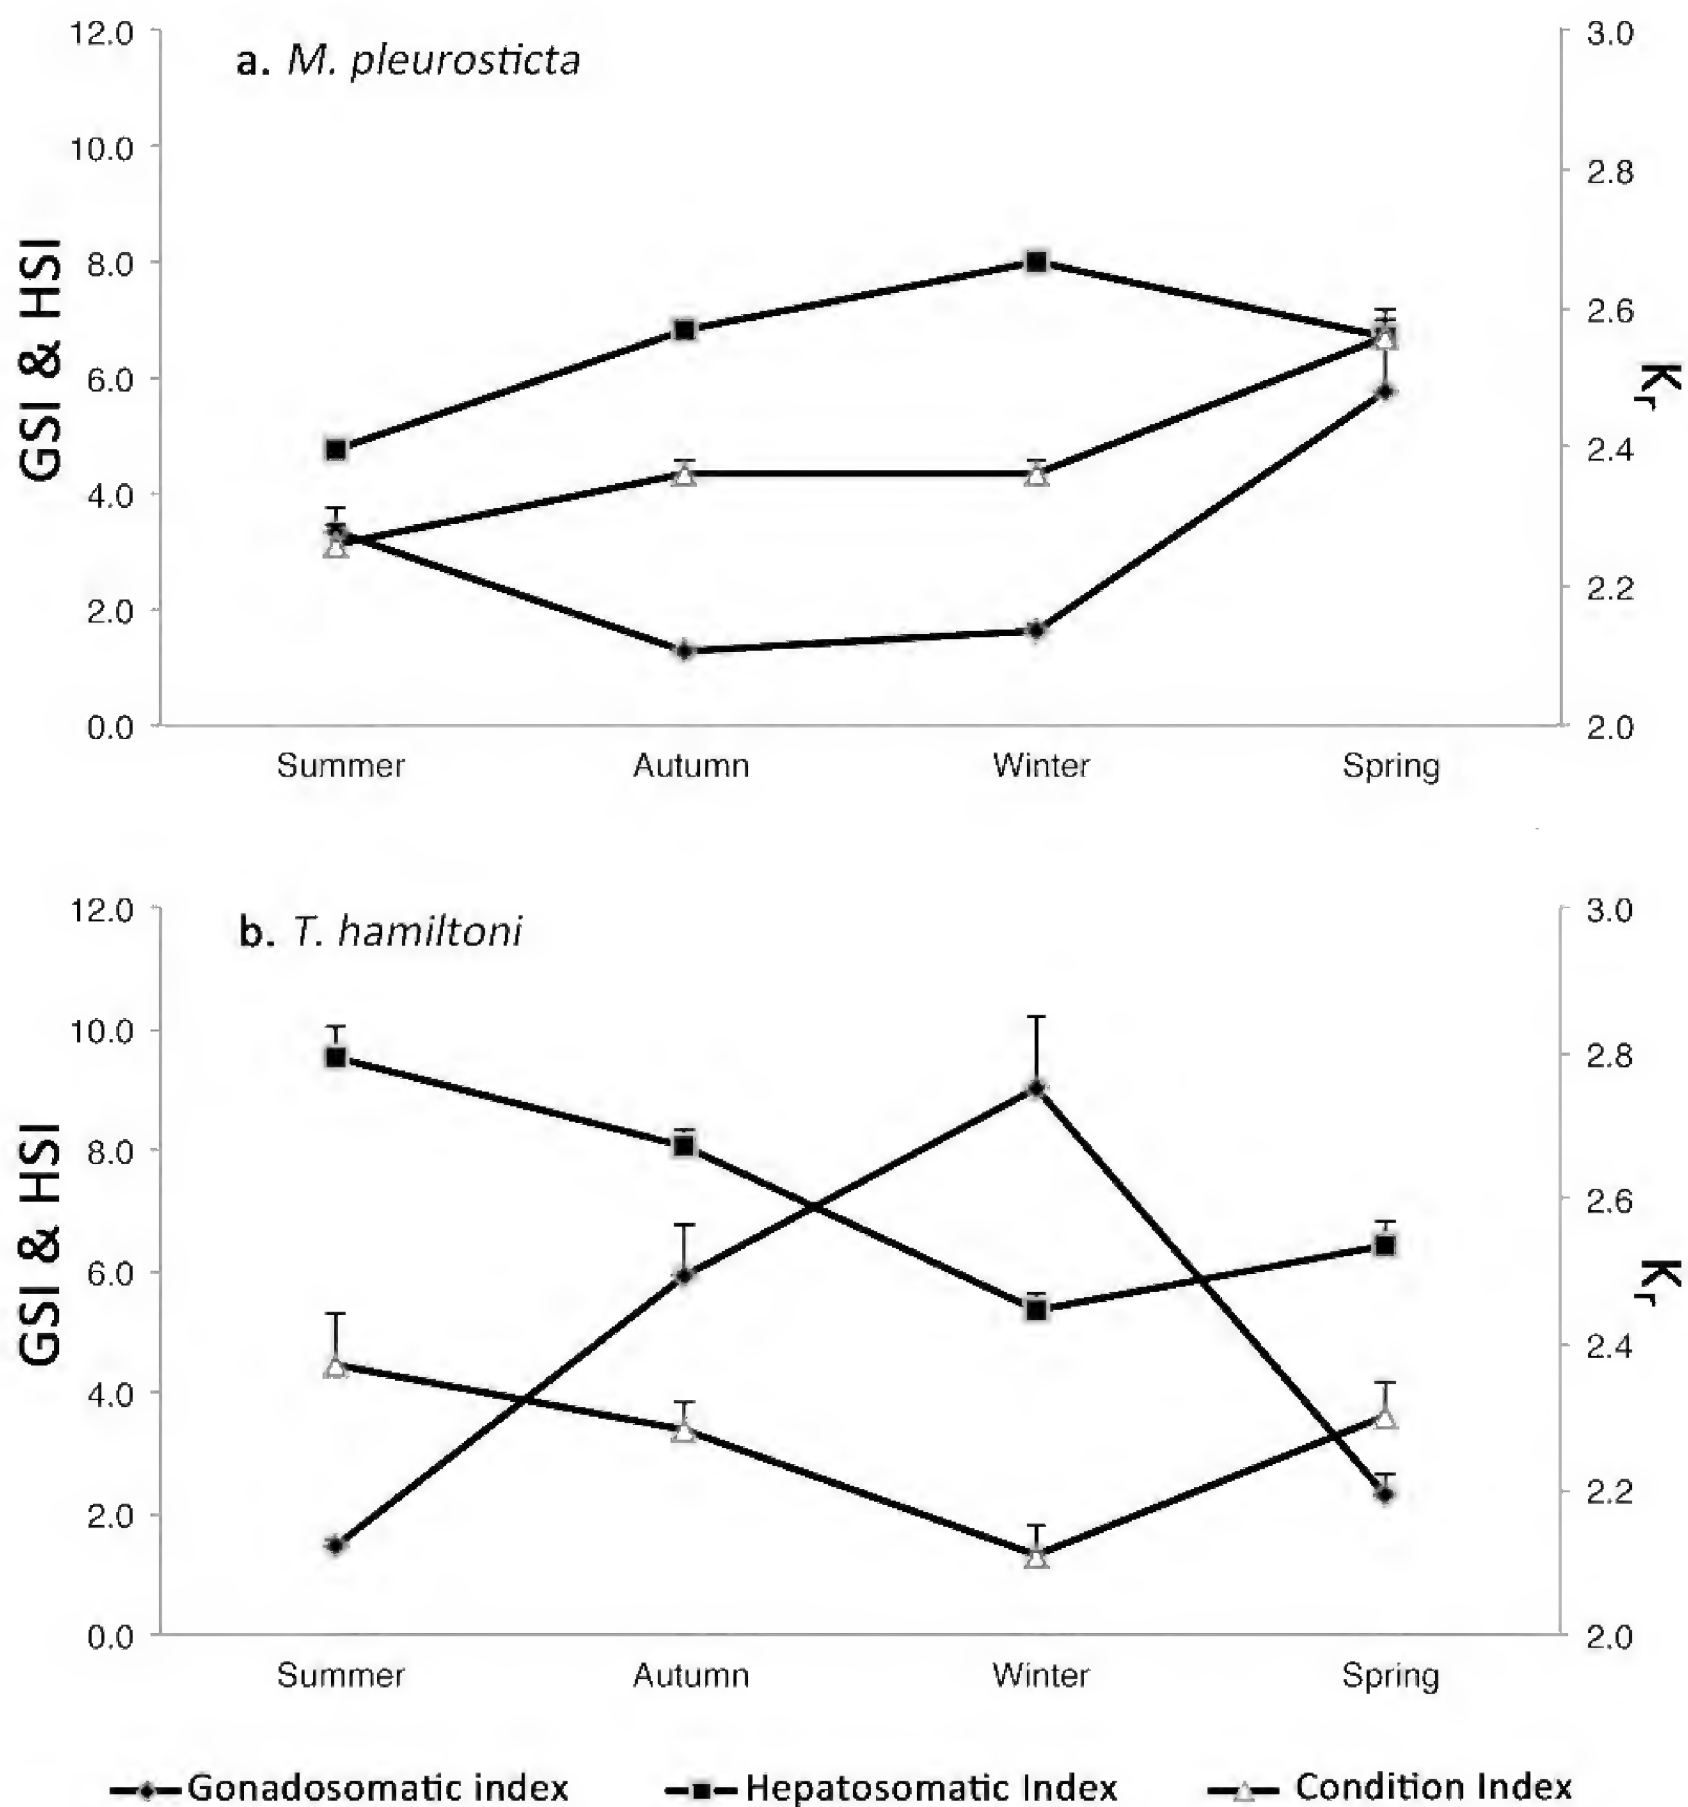 a. M. pleurosticta
GSI & HSI
12.0
10.0
8.0
6.0
4.0
2.0
0.0
3.0
2.8
2.6
2.4
2.2
2.0
Kr
Summer Autumn Winter Spring
b. T. hamiltoni
GSI & HSI
12.0
10.0
8.0
6.0
4.0
2.0
0.0
3.0
2.8
2.6
2.4
2.2
2.0
Kr
Summer Autumn Winter Spring
Gonadosomatic index Hepatosomatic Index Condition Index